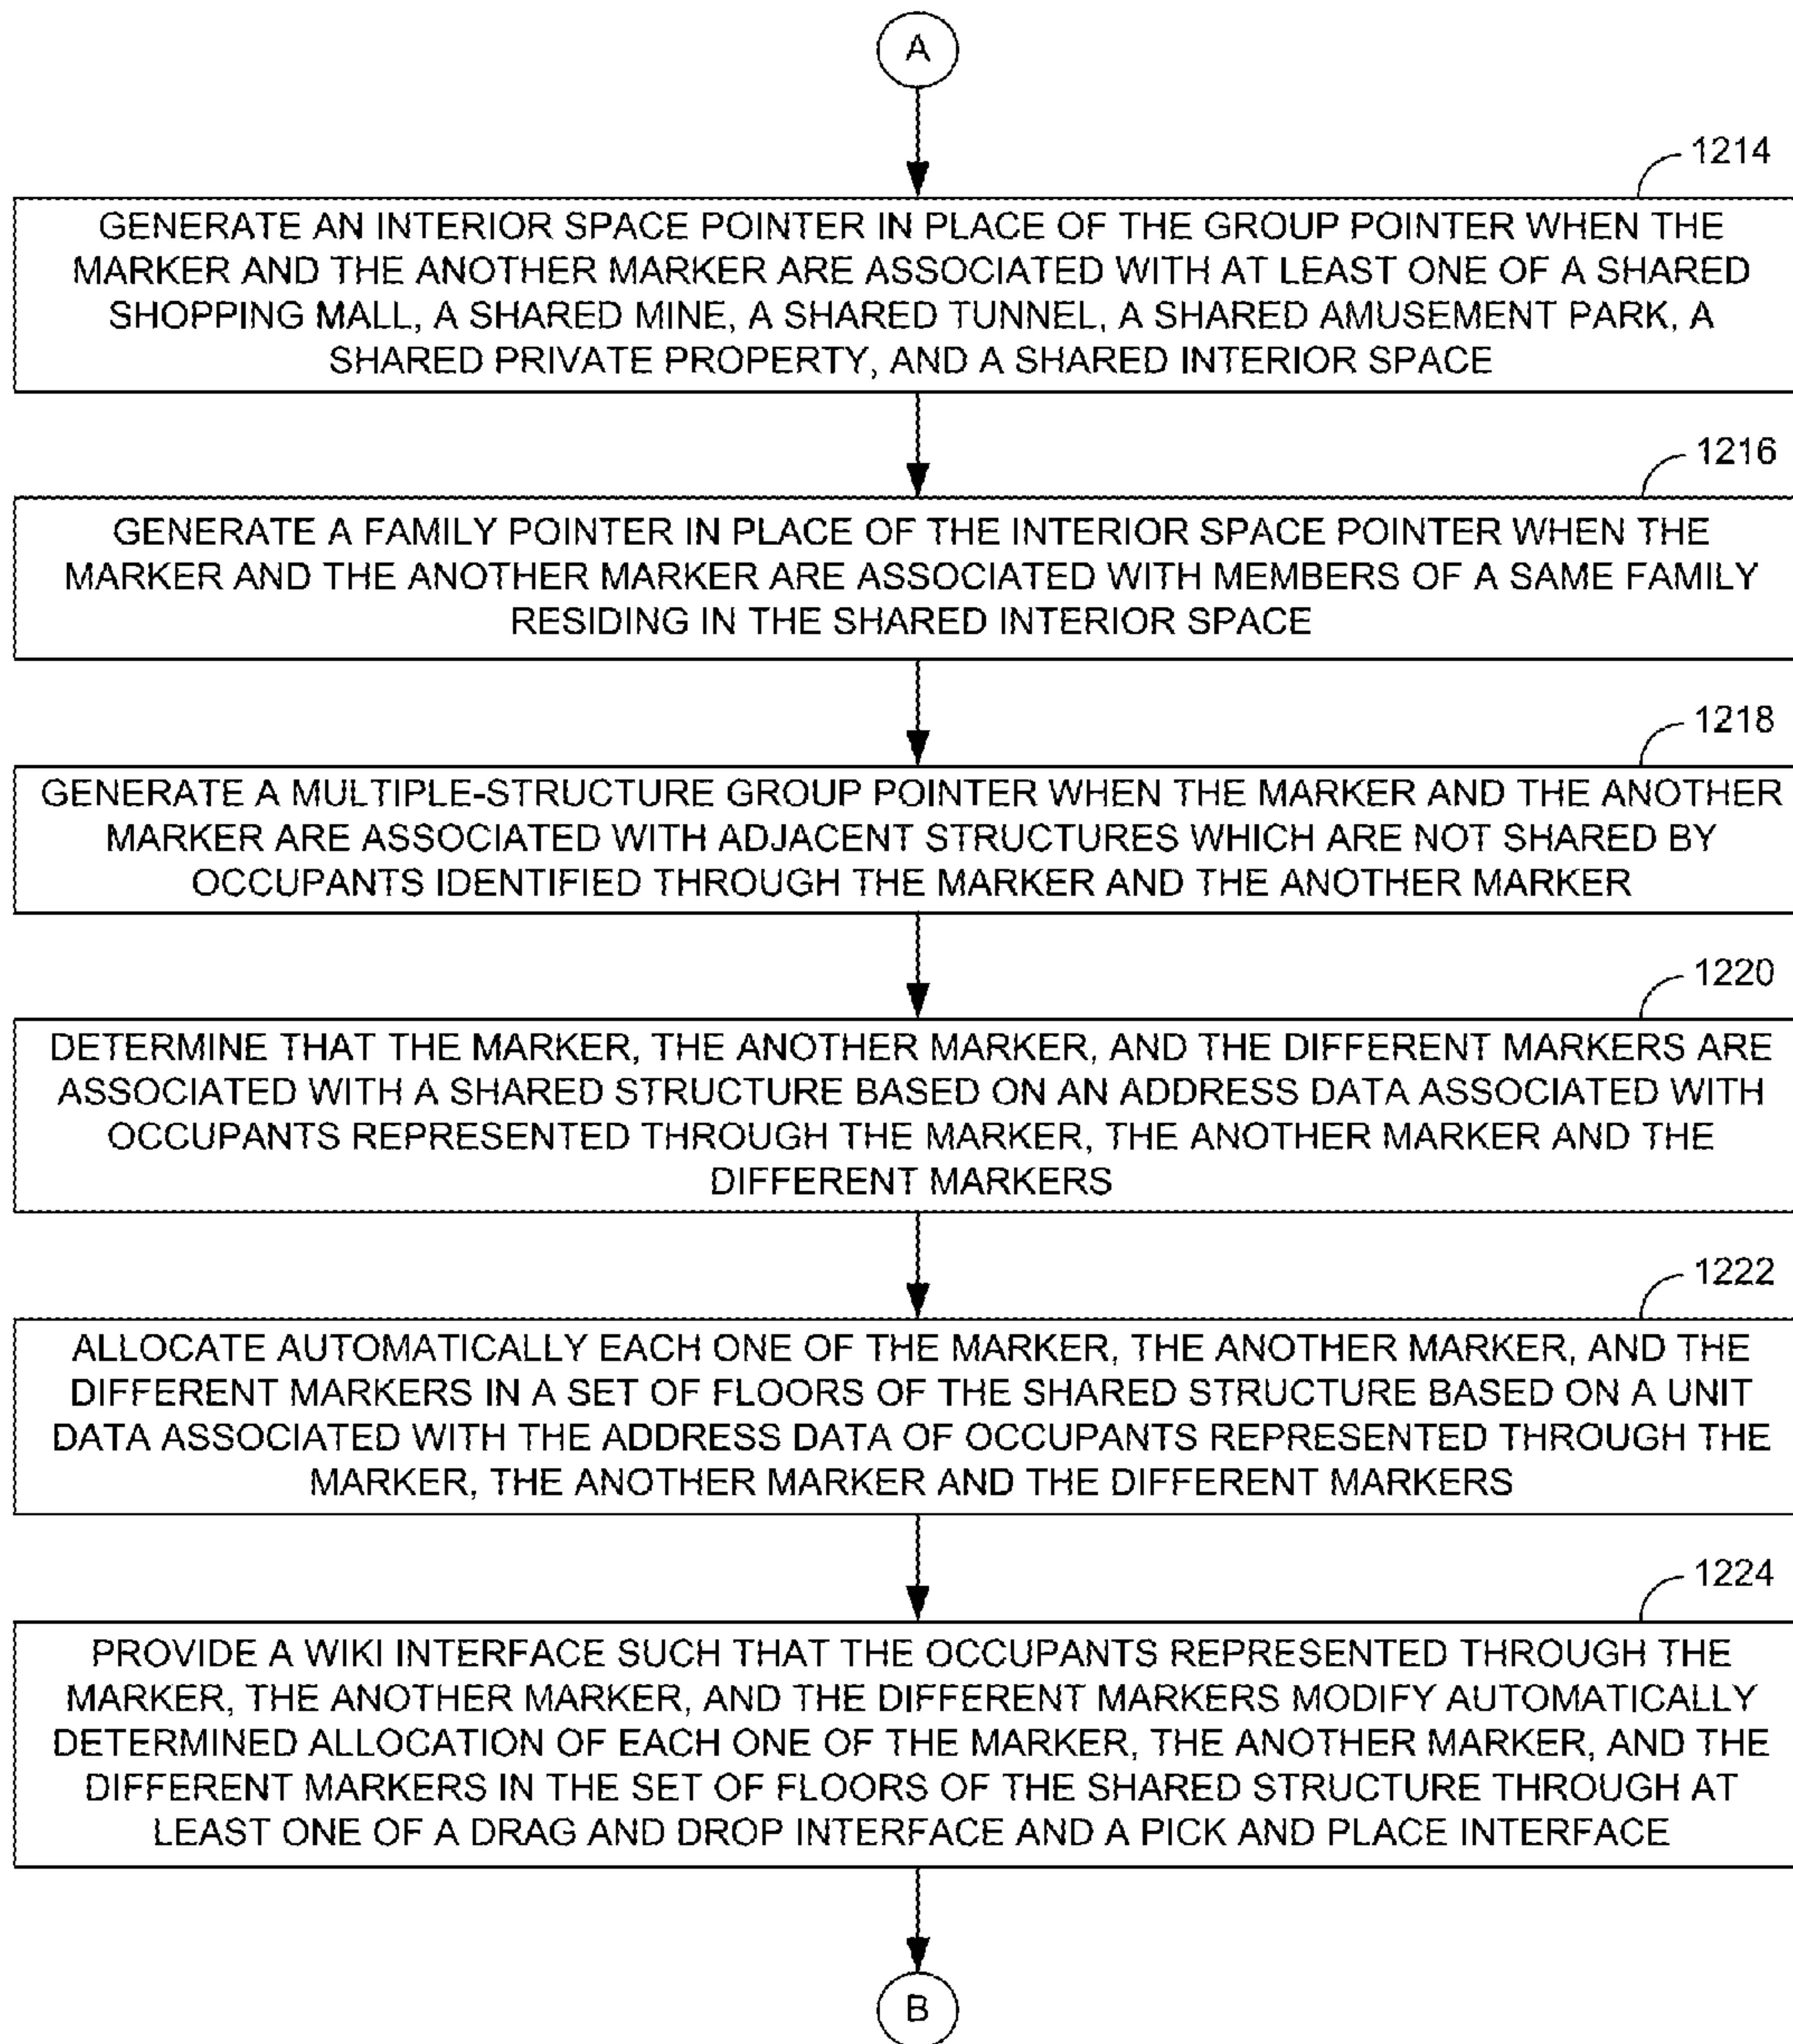 A
1214
GENERATE AN INTERIOR SPACE POINTER IN PLACE OF THE GROUP POINTER WHEN THE
MARKER AND THE ANOTHER MARKER ARE ASSOCIATED WITH AT LEAST ONE OF A SHARED
SHOPPING MALL, A SHARED MINE, A SHARED TUNNEL, A SHARED AMUSEMENT PARK, A
SHARED PRIVATE PROPERTY, AND A SHARED INTERIOR SPACE
1216
GENERATE A FAMILY POINTER IN PLACE OF THE INTERIOR SPACE POINTER WHEN THE
MARKER AND THE ANOTHER MARKER ARE ASSOCIATED WITH MEMBERS OF A SAME FAMILY
RESIDING IN THE SHARED INTERIOR SPACE
1218
GENERATE A MULTIPLE-STRUCTURE GROUP POINTER WHEN THE MARKER AND THE ANOTHER
MARKER ARE ASSOCIATED WITH ADJACENT STRUCTURES WHICH ARE NOT SHARED BY
OCCUPANTS IDENTIFIED THROUGH THE MARKER AND THE ANOTHER MARKER
1220
DETERMINE THAT THE MARKER, THE ANOTHER MARKER, AND THE DIFFERENT MARKERS ARE
ASSOCIATED WITH A SHARED STRUCTURE BASED ON AN ADDRESS DATA ASSOCIATED WITH
OCCUPANTS REPRESENTED THROUGH THE MARKER, THE ANOTHER MARKER AND THE
DIFFERENT MARKERS
1222
ALLOCATE AUTOMATICALLY EACH ONE OF THE MARKER, THE ANOTHER MARKER, AND THE
DIFFERENT MARKERS IN A SET OF FLOORS OF THE SHARED STRUCTURE BASED ON A UNIT
DATA ASSOCIATED WITH THE ADDRESS DATA OF OCCUPANTS REPRESENTED THROUGH THE
MARKER, THE ANOTHER MARKER AND THE DIFFERENT MARKERS
1224
PROVIDE A WIKI INTERFACE SUCH THAT THE OCCUPANTS REPRESENTED THROUGH THE
MARKER, THE ANOTHER MARKER, AND THE DIFFERENT MARKERS MODIFY AUTOMATICALLY
DETERMINED ALLOCATION OF EACH ONE OF THE MARKER, THE ANOTHER MARKER, AND THE
DIFFERENT MARKERS IN THE SET OF FLOORS OF THE SHARED STRUCTURE THROUGH AT
LEAST ONE OF A DRAG AND DROP INTERFACE AND A PICK AND PLACE INTERFACE
B